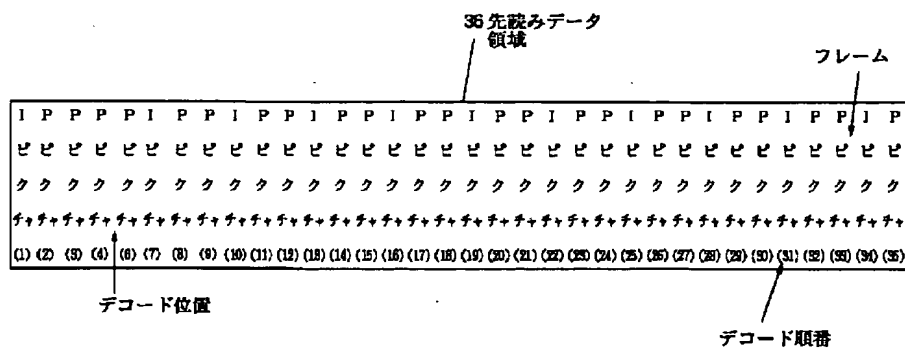 36 先読みデータ
領域
フレーム
I P P P P I P P I P P I P P I P P I P P I P P I P P I P P I P P I P
ピ ピ ピ ピ ピ ピ ピ ピ ピ ピ ピ ピ ピ ピ ピ ピ ピ ピ ピ ピ ピ ピ ピ ピ ピ ピ ピ ピ ピ ピ ピ ピ ピ ピ
ク ク ク ク ク ク ク ク ク ク ク ク ク ク ク ク ク ク ク ク ク ク ク ク ク ク ク ク ク ク ク ク ク ク
チャ チャ チャ チャ チャ チャ チャ チャ チャ チャ チャ チャ チャ チャ チャ チャ チャ チャ チャ チャ チャ チャ チャ チャ チャ チャ チャ チャ チャ チャ チャ チャ チャ チャ
(1) (2) (3) (4) (6) (7) (8) (9) (10) (11) (12) (13) (14) (15) (16) (17) (18) (19) (20) (21) (22) (23) (24) (25) (26) (27) (28) (29) (30) (31) (32) (33) (34) (35)
デコード位置
デコード順番